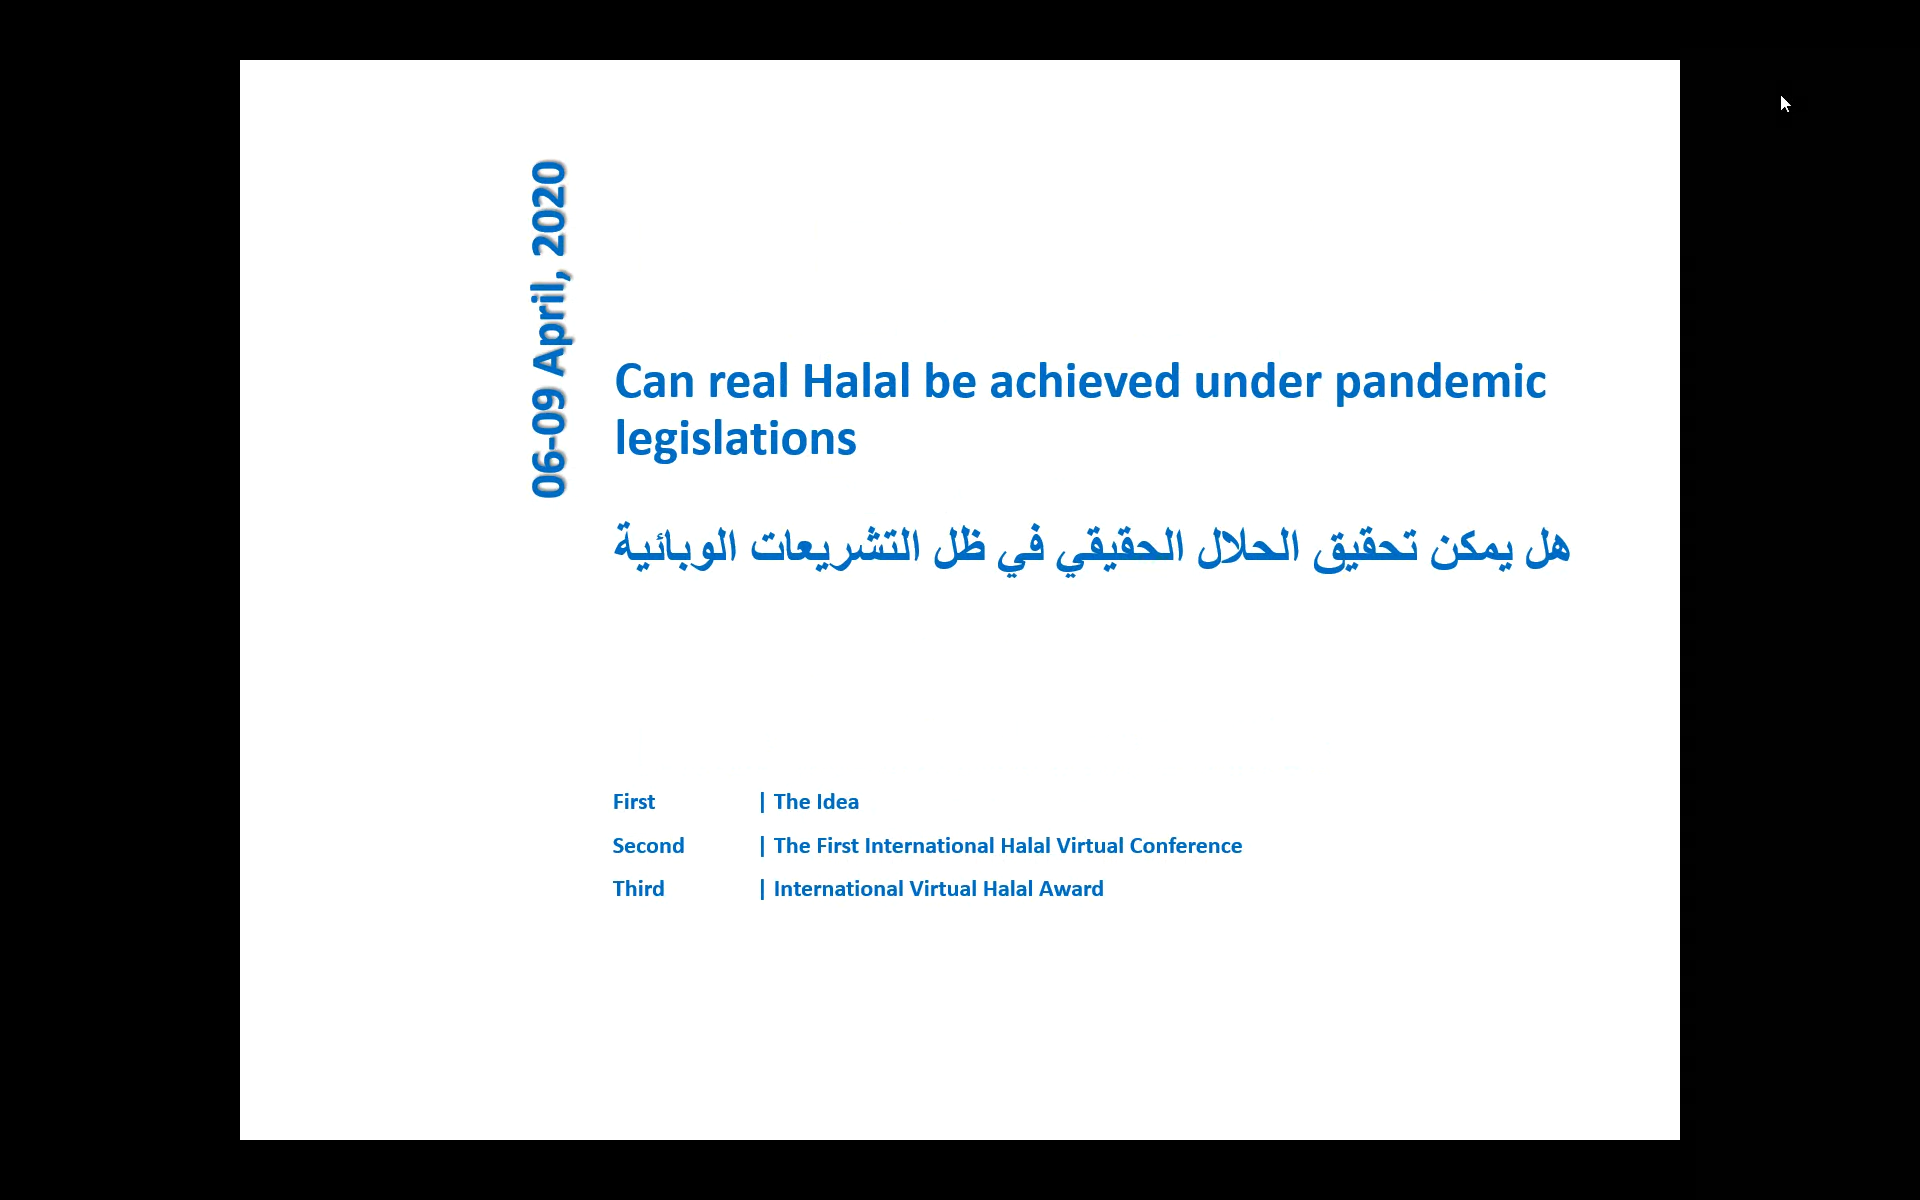 06-09 April, 2020
Can real Halal be achieved under pandemic
legislations
هل يمكن تحقيق الحلال الحقيقي في ظل التشريعات الوبائية
First | The Idea
Second | The First International Halal Virtual Conference
Third | International Virtual Halal Award